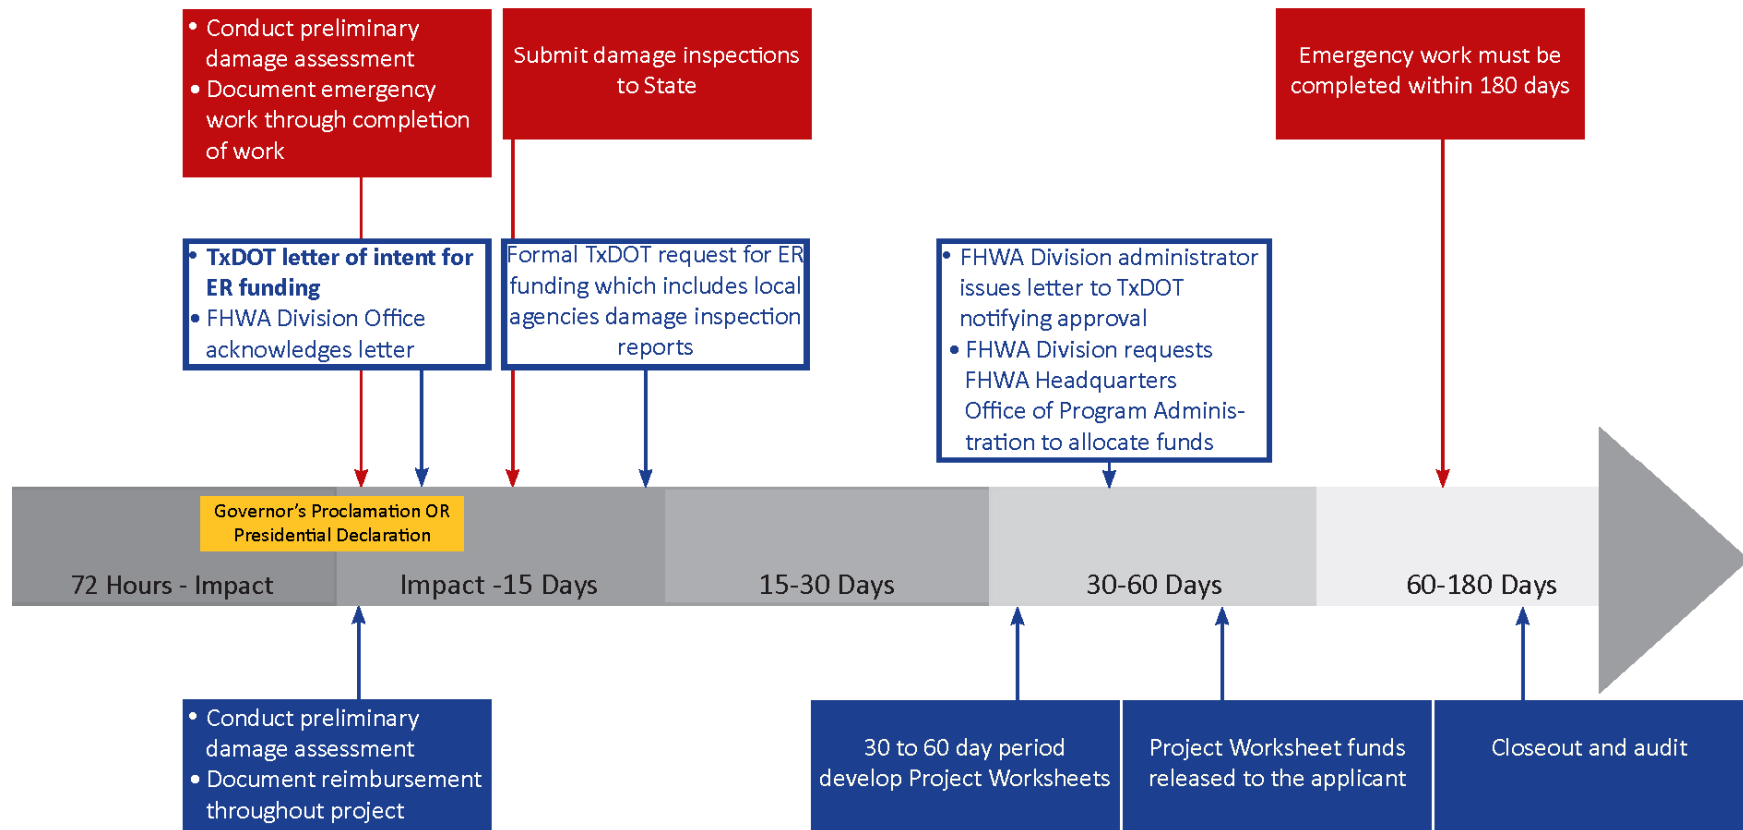 • Conduct preliminary
damage assessment
• Document emergency
work through completion
of work
Submit damage inspections
to State
Emergency work must be
completed within 180 days
• TxDOT letter of intent for
ER funding
• FHWA Division Office
acknowledges letter
Formal TxDOT request for ER
funding which includes local
agencies damage inspection
reports
• FHWA Division administrator
issues letter to TxDOT
notifying approval
• FHWA Division requests
FHWA Headquarters
Office of Program Adminis-
tration to allocate funds
Governor’s Proclamation OR
Presidential Declaration
72 Hours - Impact
Impact -15 Days
15-30 Days
30-60 Days
60-180 Days
• Conduct preliminary
damage assessment
• Document reimbursement
throughout project
30 to 60 day period
develop Project Worksheets
Project Worksheet funds
released to the applicant
Closeout and audit